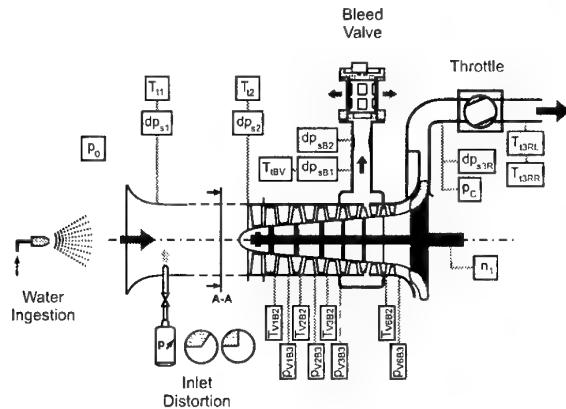 Bleed
Valve
Throttle
T_t1
T_t2
dp_s1
dp_s2
dp_sB2
T_tBV
dp_sB1
p_0
T_t3RL
dp_s3R
T_t3RR
p_C
n_1
A-A
Water
Ingestion
p
Inlet
Distortion
T_V1B2
p_V1B3
T_V2B2
p_V2B3
T_V3B2
p_V3B3
T_V6B2
p_V6B3